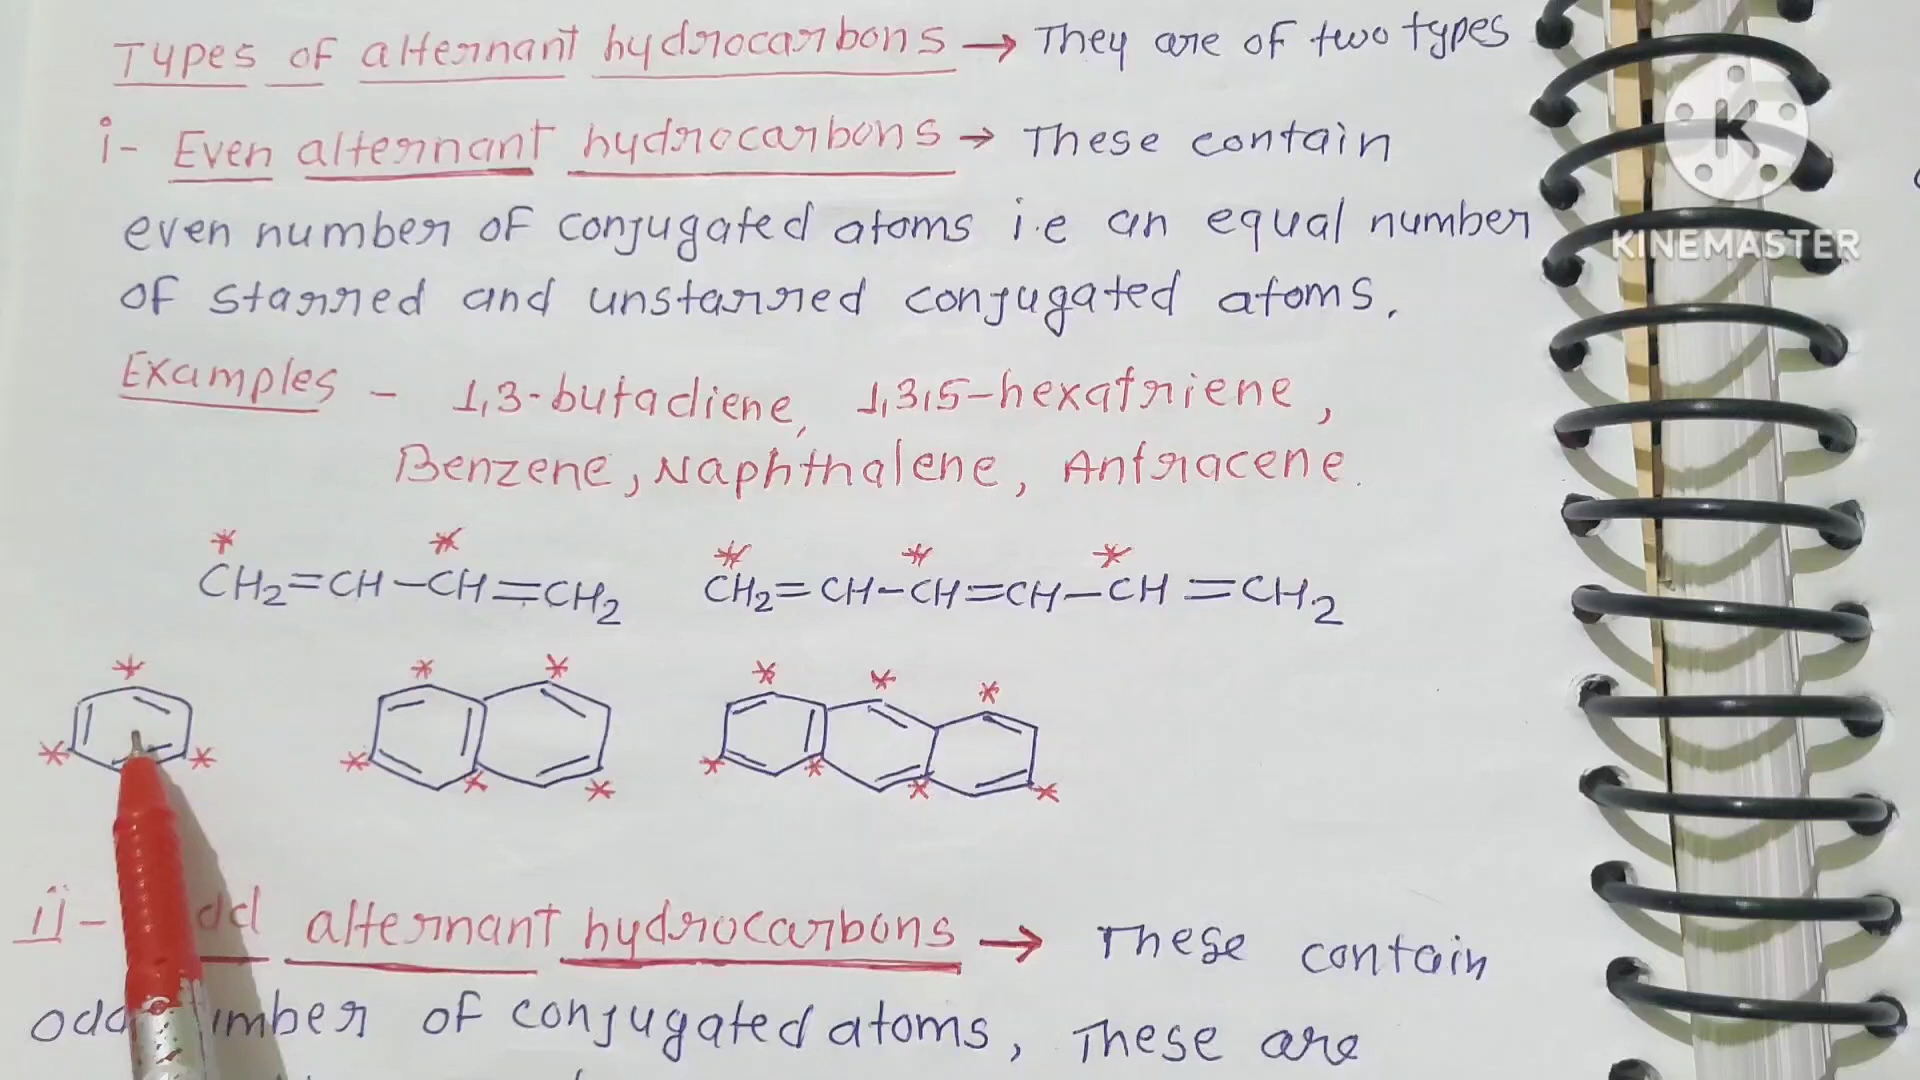 Types of alternant hydrocarbons → They are of two types
i- Even alternant hydrocarbons → These contain
even number of conjugated atoms i.e an equal number
of starred and unstarred conjugated atoms.
Examples - 1,3-butadiene, 1,3,5-hexatriene,
Benzene, Naphthalene, Antracene.
* * * * *
CH2=CH-CH=CH2 CH2=CH-CH=CH-CH=CH2
* * * * * *
* * * * * * * * *
ii- alternant hydrocarbons → These contain
of conjugated atoms, These are
K
KINEMASTER